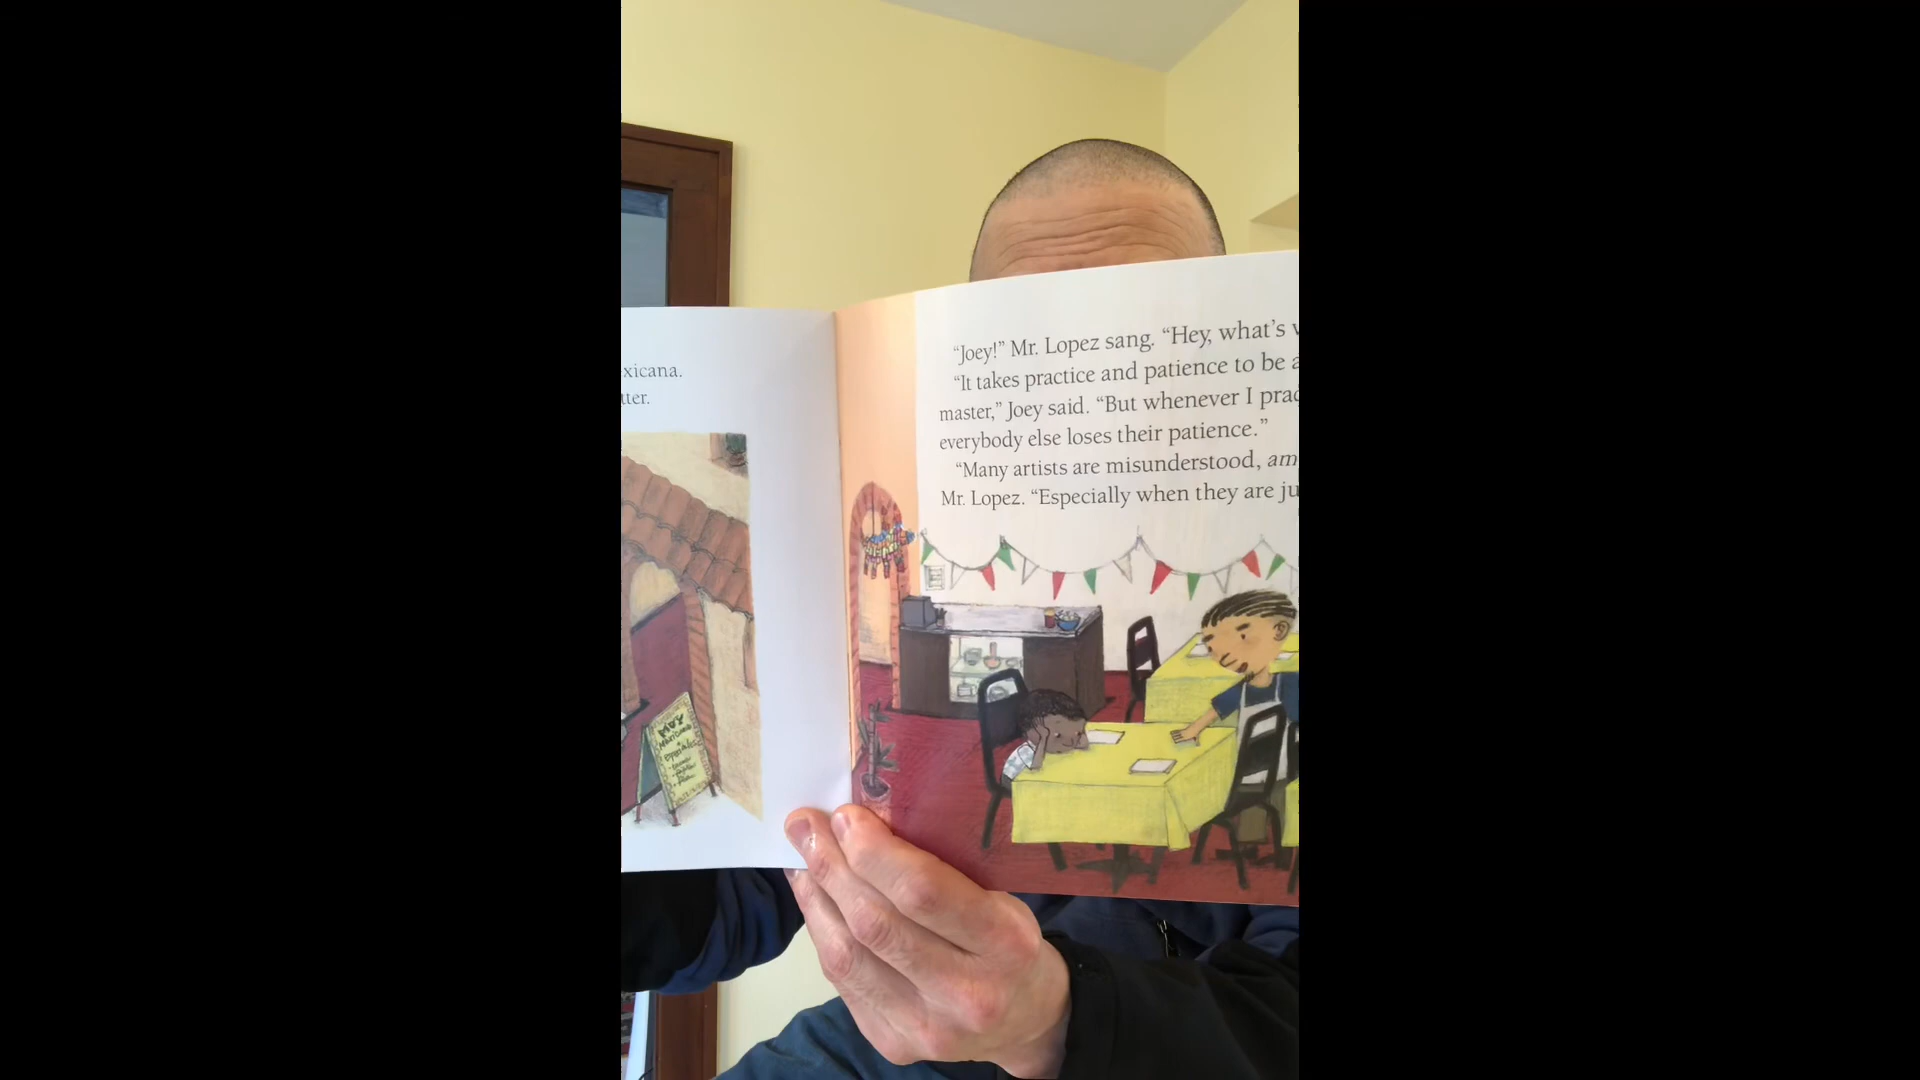 xicana.
tter.
“Joey!” Mr. Lopez sang. “Hey, what’s
“It takes practice and patience to be a
master,” Joey said. “But whenever I prac
everybody else loses their patience.”
“Many artists are misunderstood, am
Mr. Lopez. “Especially when they are ju
MUY